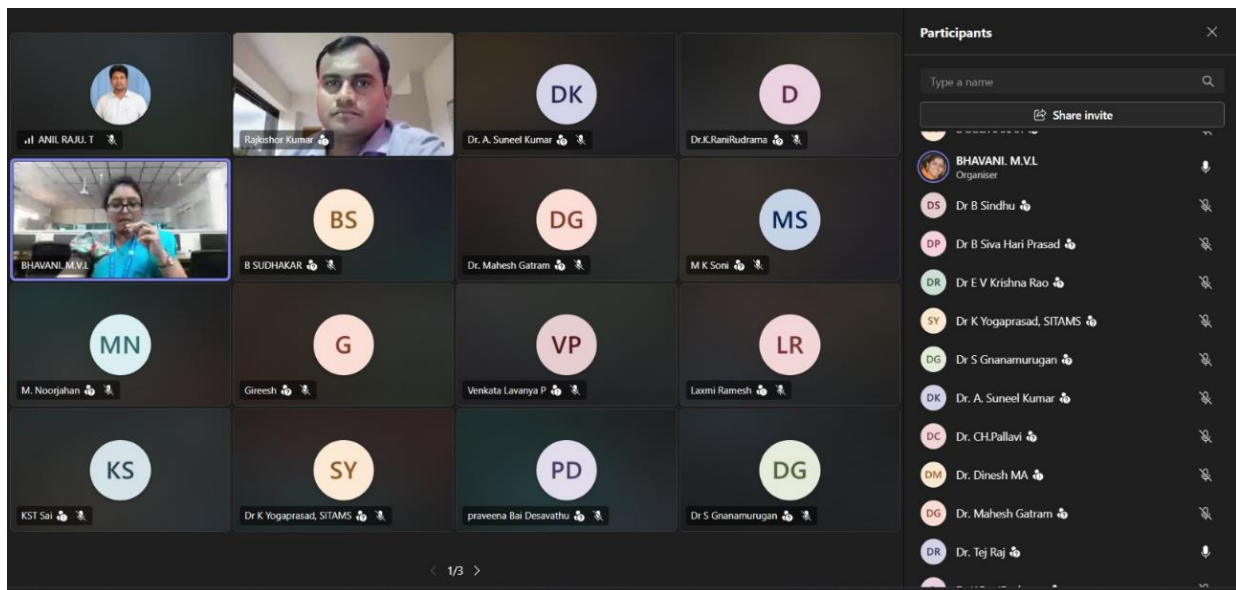 ANIL RAJU. T
Rajkishor Kumar
DK
Dr. A. Suneel Kumar
D
Dr.K.RaniRudrama
BHAVANI. M.V.L
BS
B SUDHAKAR
DG
Dr. Mahesh Gatram
MS
M K Soni
MN
M. Noorjahan
G
Gireesh
VP
Venkata Lavanya P
LR
Laxmi Ramesh
KS
KST Sai
SY
Dr K Yogaprasad, SITAMS
PD
praveena Bai Desavathu
DG
Dr S Gnanamurugan
1/3
Participants
Type a name
Share invite
BHAVANI. M.V.L
Organiser
DS Dr B Sindhu
DP Dr B Siva Hari Prasad
DR Dr E V Krishna Rao
SY Dr K Yogaprasad, SITAMS
DG Dr S Gnanamurugan
DK Dr. A. Suneel Kumar
DC Dr. CH.Pallavi
DM Dr. Dinesh MA
DG Dr. Mahesh Gatram
DR Dr. Tej Raj